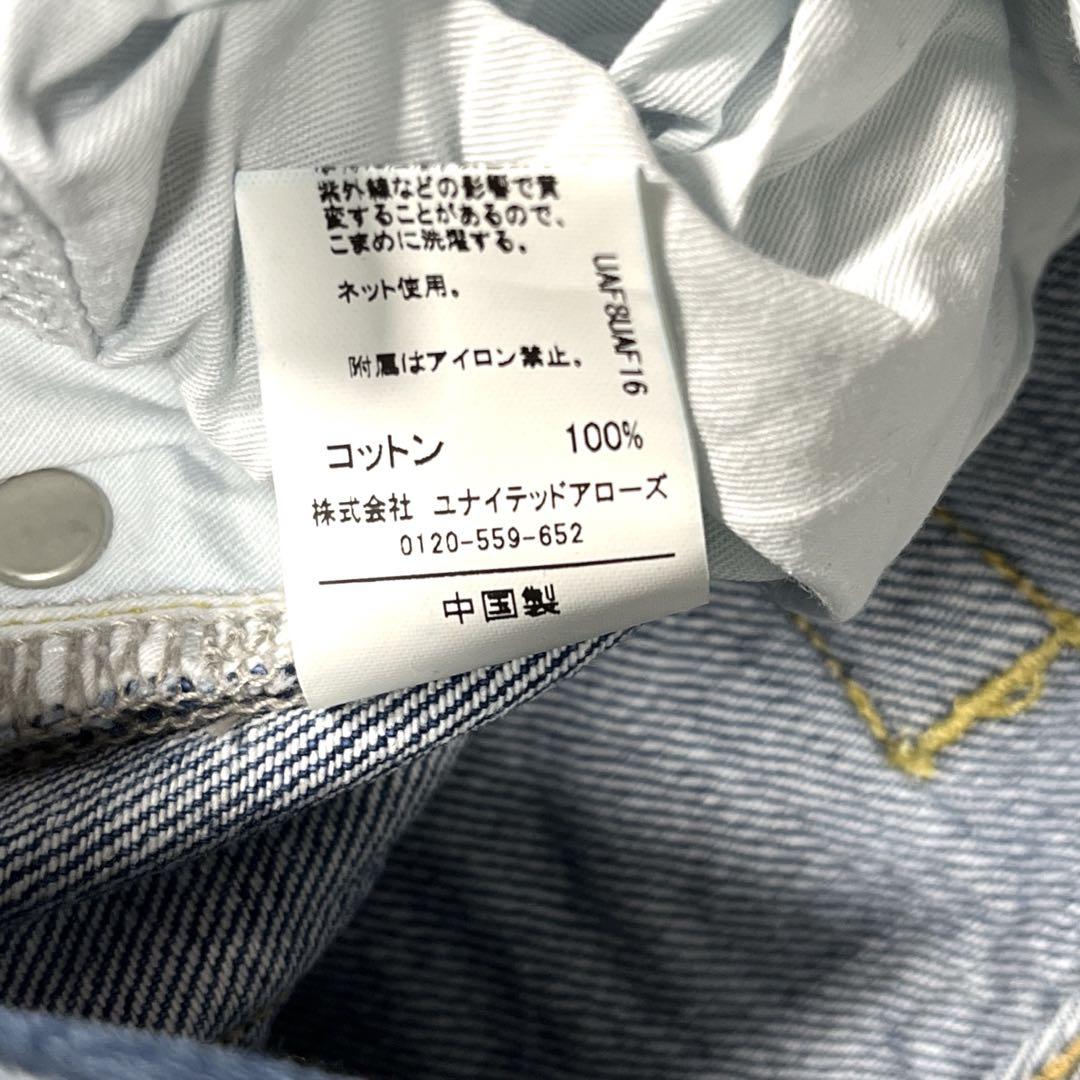 紫外線などの影響で黄
変することがあるので、
こまめに洗濯する。
ネット使用。
附属はアイロン禁止。
UAF8UAF16
コットン 100%
株式会社 ユナイテッドアローズ
0120-559-652
中国製